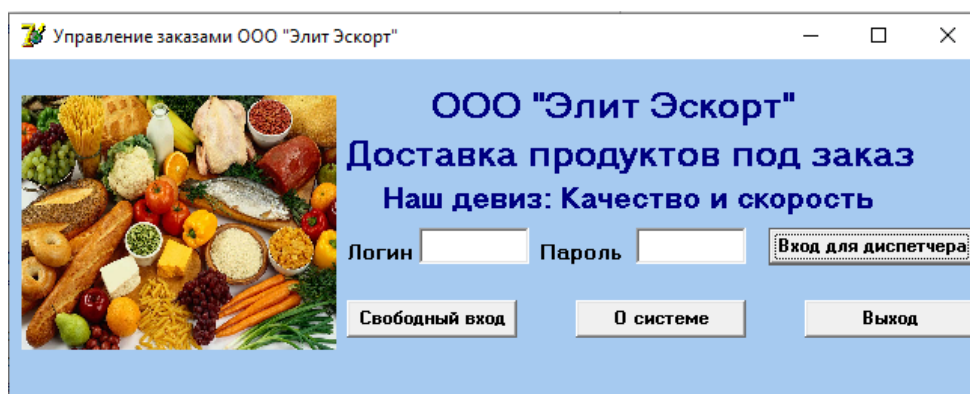 Управление заказами ООО "Элит Эскорт"
ООО "Элит Эскорт"
Доставка продуктов под заказ
Наш девиз: Качество и скорость
Логин Пароль Вход для диспетчера
Свободный вход О системе Выход